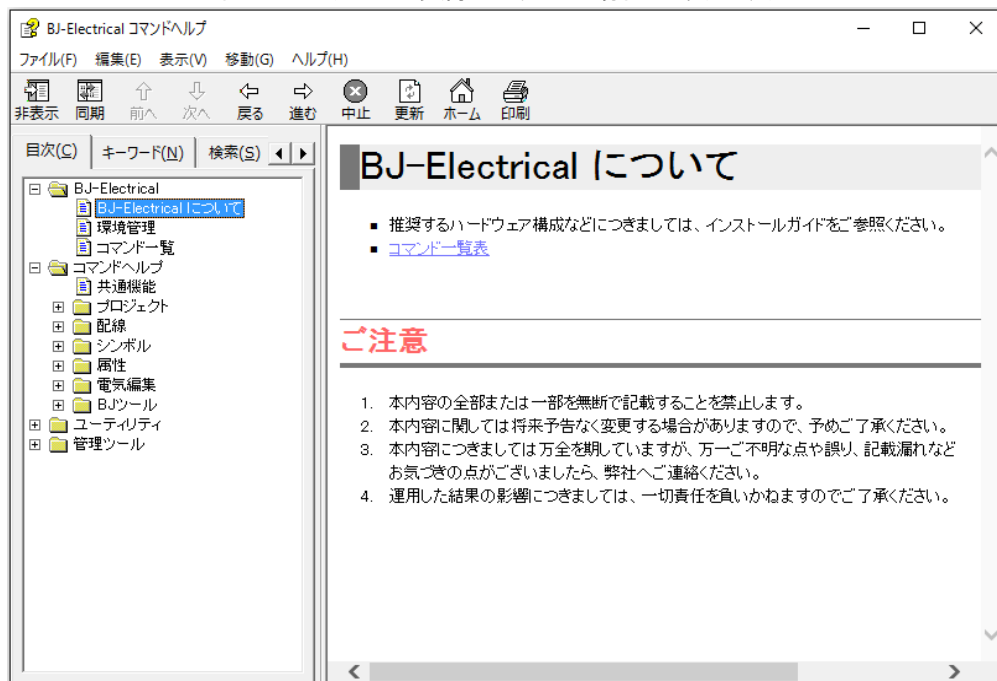 BJ-Electrical コマンドヘルプ
ファイル(F) 編集(E) 表示(V) 移動(G) ヘルプ(H)
非表示 同期 前へ 次へ 戻る 進む 中止 更新 ホーム 印刷
目次(C) キーワード(N) 検索(S)
BJ-Electrical
BJ-Electrical について
環境管理
コマンド一覧
コマンドヘルプ
共通機能
プロジェクト
配線
シンボル
属性
電気編集
BJツール
ユーティリティ
管理ツール
BJ-Electrical について
■ 推奨するハードウェア構成などにつきましては、インストールガイドをご参照ください。
■ コマンド一覧表
ご注意
1. 本内容の全部または一部を無断で記載することを禁止します。
2. 本内容に関しては将来予告なく変更する場合がありますので、予めご了承ください。
3. 本内容につきましては万全を期していますが、万一ご不明な点や誤り、記載漏れなど
お気づきの点がございましたら、弊社へご連絡ください。
4. 運用した結果の影響につきましては、一切責任を負いかねますのでご了承ください。